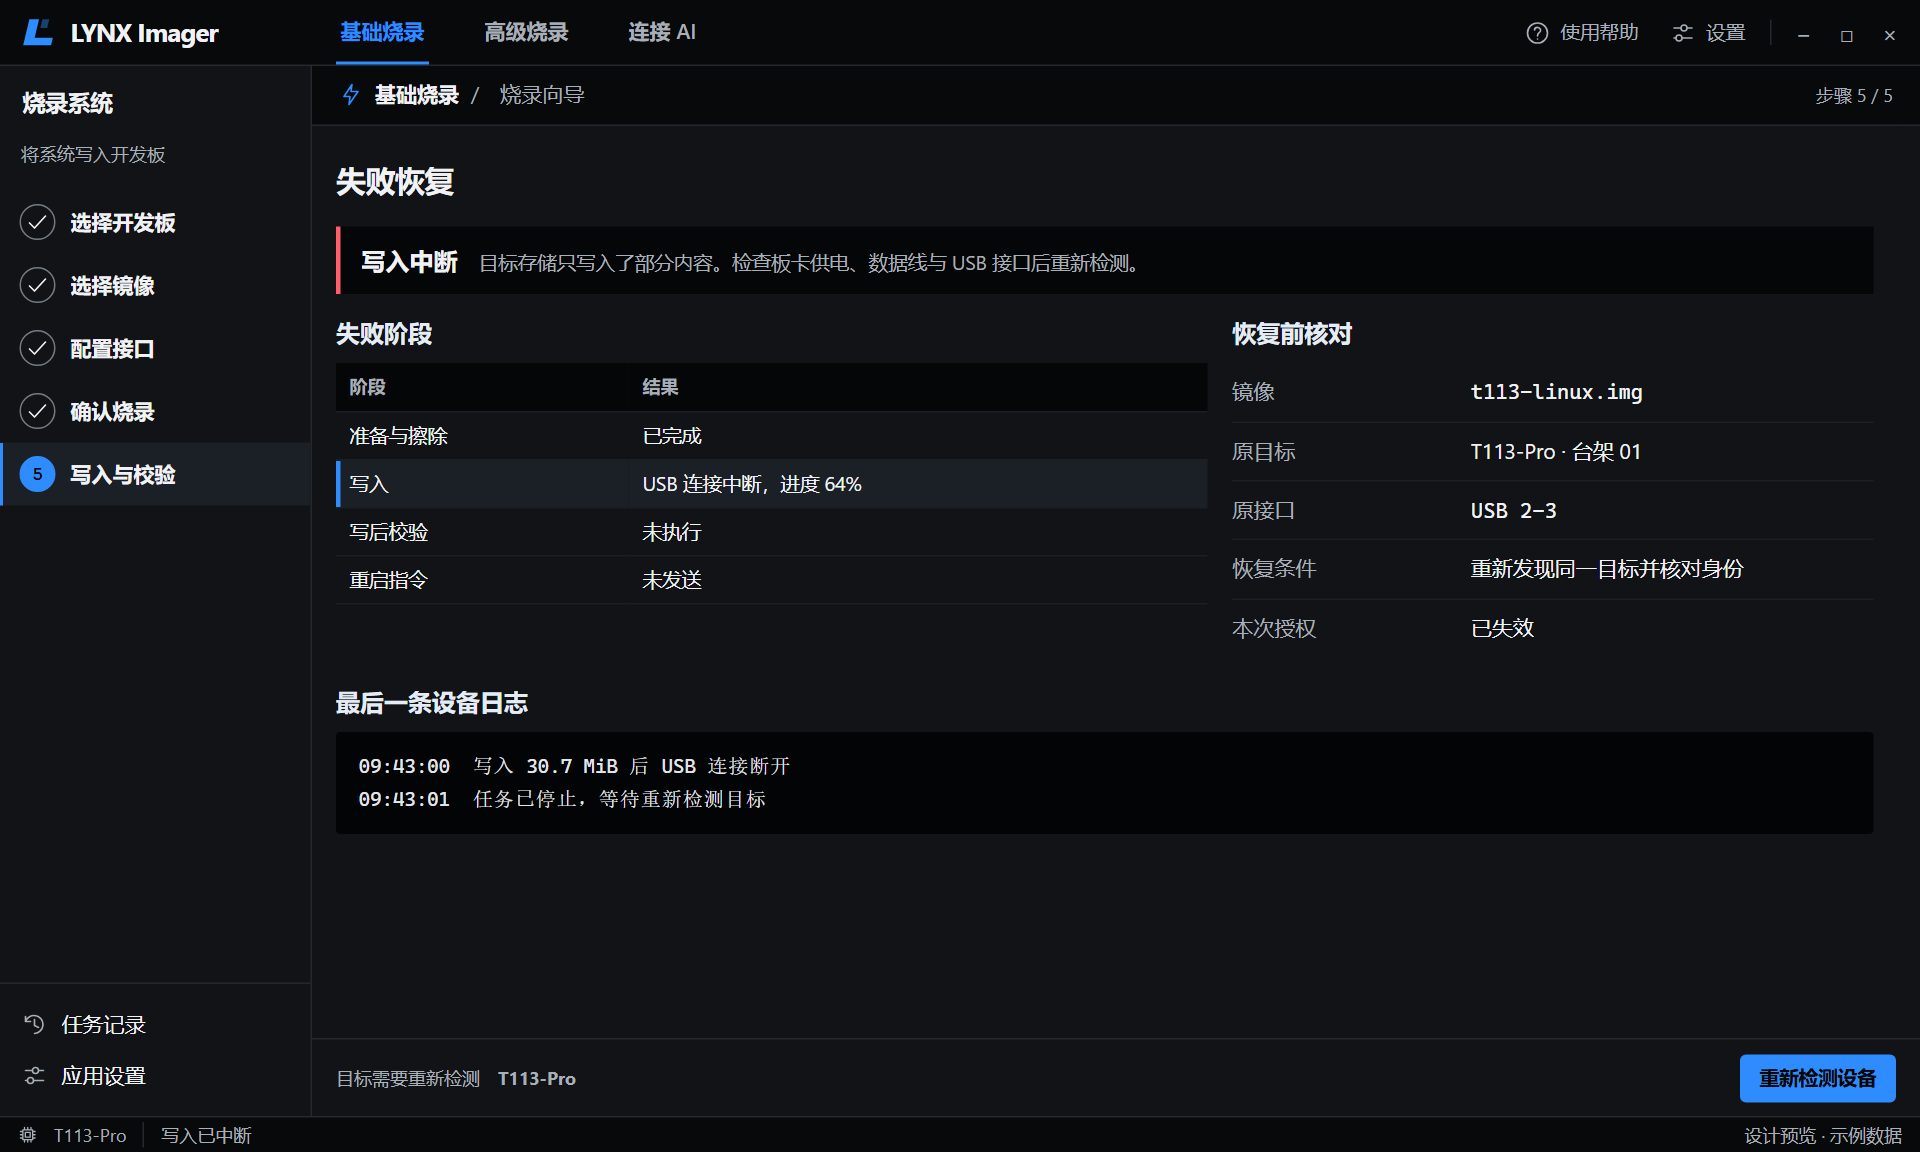 LYNX Imager
基础烧录
高级烧录
连接 AI
使用帮助
设置
烧录系统
将系统写入开发板
选择开发板
选择镜像
配置接口
确认烧录
5 写入与校验
任务记录
应用设置
基础烧录 / 烧录向导
步骤 5 / 5
失败恢复
写入中断 目标存储只写入了部分内容。检查板卡供电、数据线与 USB 接口后重新检测。
失败阶段
阶段 结果
准备与擦除 已完成
写入 USB 连接中断，进度 64%
写后校验 未执行
重启指令 未发送
恢复前核对
镜像 t113-linux.img
原目标 T113-Pro · 台架 01
原接口 USB 2-3
恢复条件 重新发现同一目标并核对身份
本次授权 已失效
最后一条设备日志
09:43:00 写入 30.7 MiB 后 USB 连接断开
09:43:01 任务已停止，等待重新检测目标
目标需要重新检测 T113-Pro
重新检测设备
T113-Pro 写入已中断
设计预览 · 示例数据